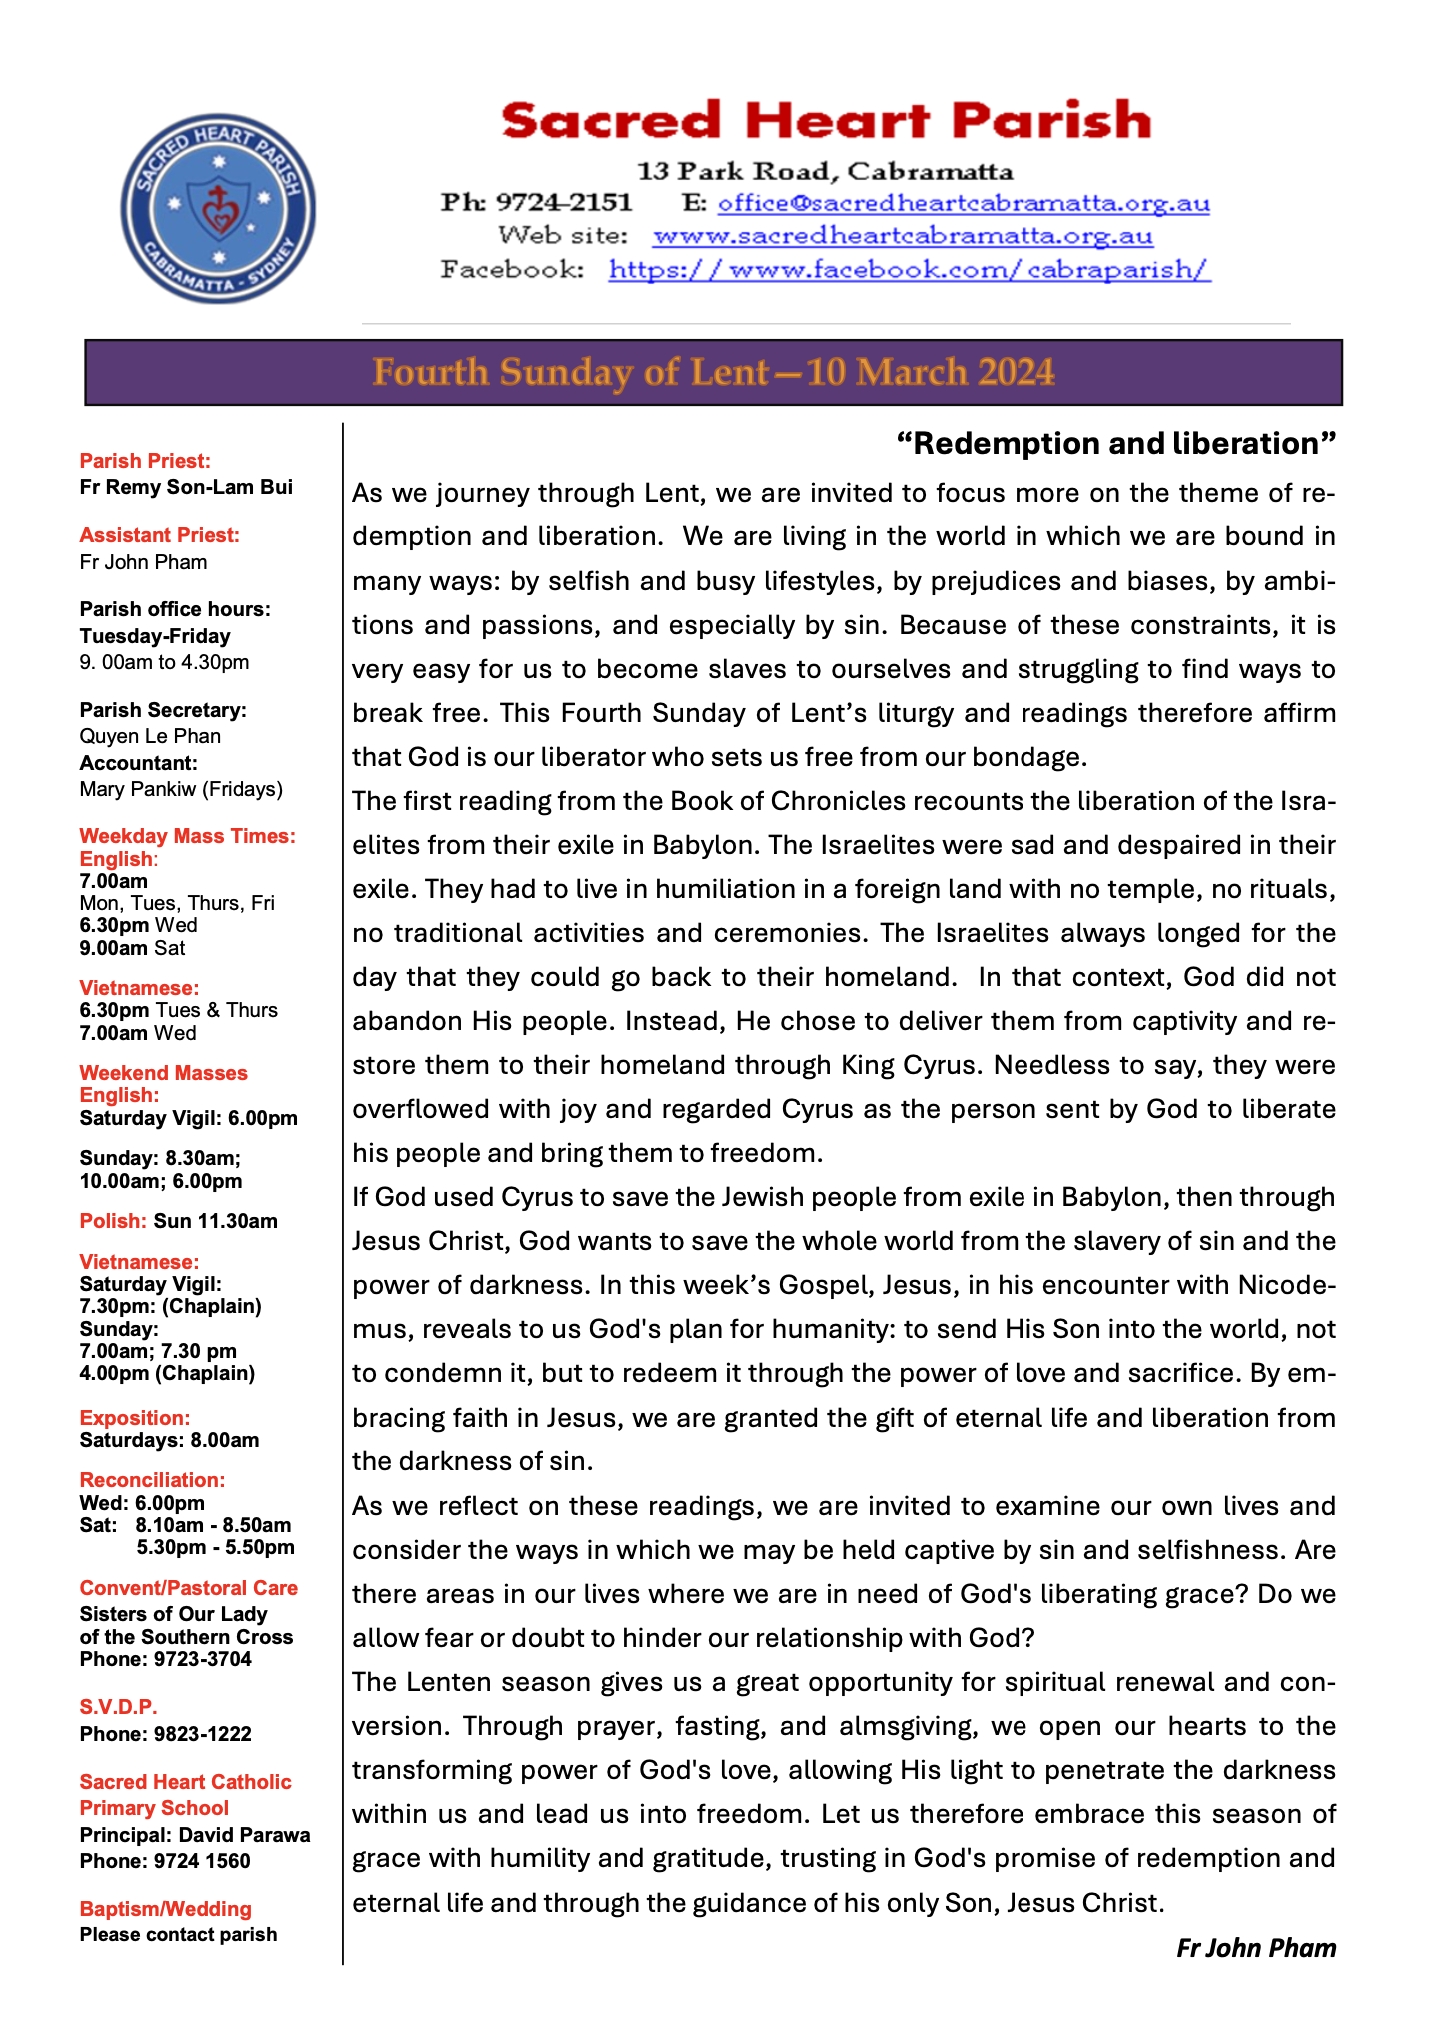 SACRED HEART PARISH
CABRAMATTA - SYDNEY
Sacred Heart Parish
13 Park Road, Cabramatta
Ph: 9724-2151 E: office@sacredheartcabramatta.org.au
Web site: www.sacredheartcabramatta.org.au
Facebook: https://www.facebook.com/cabraparish/
Fourth Sunday of Lent—10 March 2024
Parish Priest:
Fr Remy Son-Lam Bui
Assistant Priest:
Fr John Pham
Parish office hours:
Tuesday-Friday
9. 00am to 4.30pm
Parish Secretary:
Quyen Le Phan
Accountant:
Mary Pankiw (Fridays)
Weekday Mass Times:
English:
7.00am
Mon, Tues, Thurs, Fri
6.30pm Wed
9.00am Sat
Vietnamese:
6.30pm Tues & Thurs
7.00am Wed
Weekend Masses
English:
Saturday Vigil: 6.00pm
Sunday: 8.30am;
10.00am; 6.00pm
Polish: Sun 11.30am
Vietnamese:
Saturday Vigil:
7.30pm: (Chaplain)
Sunday:
7.00am; 7.30 pm
4.00pm (Chaplain)
Exposition:
Saturdays: 8.00am
Reconciliation:
Wed: 6.00pm
Sat: 8.10am - 8.50am
5.30pm - 5.50pm
Convent/Pastoral Care
Sisters of Our Lady
of the Southern Cross
Phone: 9723-3704
S.V.D.P.
Phone: 9823-1222
Sacred Heart Catholic
Primary School
Principal: David Parawa
Phone: 9724 1560
Baptism/Wedding
Please contact parish
“Redemption and liberation”
As we journey through Lent, we are invited to focus more on the theme of re-
demption and liberation. We are living in the world in which we are bound in
many ways: by selfish and busy lifestyles, by prejudices and biases, by ambi-
tions and passions, and especially by sin. Because of these constraints, it is
very easy for us to become slaves to ourselves and struggling to find ways to
break free. This Fourth Sunday of Lent’s liturgy and readings therefore affirm
that God is our liberator who sets us free from our bondage.
The first reading from the Book of Chronicles recounts the liberation of the Isra-
elites from their exile in Babylon. The Israelites were sad and despaired in their
exile. They had to live in humiliation in a foreign land with no temple, no rituals,
no traditional activities and ceremonies. The Israelites always longed for the
day that they could go back to their homeland. In that context, God did not
abandon His people. Instead, He chose to deliver them from captivity and re-
store them to their homeland through King Cyrus. Needless to say, they were
overflowed with joy and regarded Cyrus as the person sent by God to liberate
his people and bring them to freedom.
If God used Cyrus to save the Jewish people from exile in Babylon, then through
Jesus Christ, God wants to save the whole world from the slavery of sin and the
power of darkness. In this week’s Gospel, Jesus, in his encounter with Nicode-
mus, reveals to us God's plan for humanity: to send His Son into the world, not
to condemn it, but to redeem it through the power of love and sacrifice. By em-
bracing faith in Jesus, we are granted the gift of eternal life and liberation from
the darkness of sin.
As we reflect on these readings, we are invited to examine our own lives and
consider the ways in which we may be held captive by sin and selfishness. Are
there areas in our lives where we are in need of God's liberating grace? Do we
allow fear or doubt to hinder our relationship with God?
The Lenten season gives us a great opportunity for spiritual renewal and con-
version. Through prayer, fasting, and almsgiving, we open our hearts to the
transforming power of God's love, allowing His light to penetrate the darkness
within us and lead us into freedom. Let us therefore embrace this season of
grace with humility and gratitude, trusting in God's promise of redemption and
eternal life and through the guidance of his only Son, Jesus Christ.
Fr John Pham